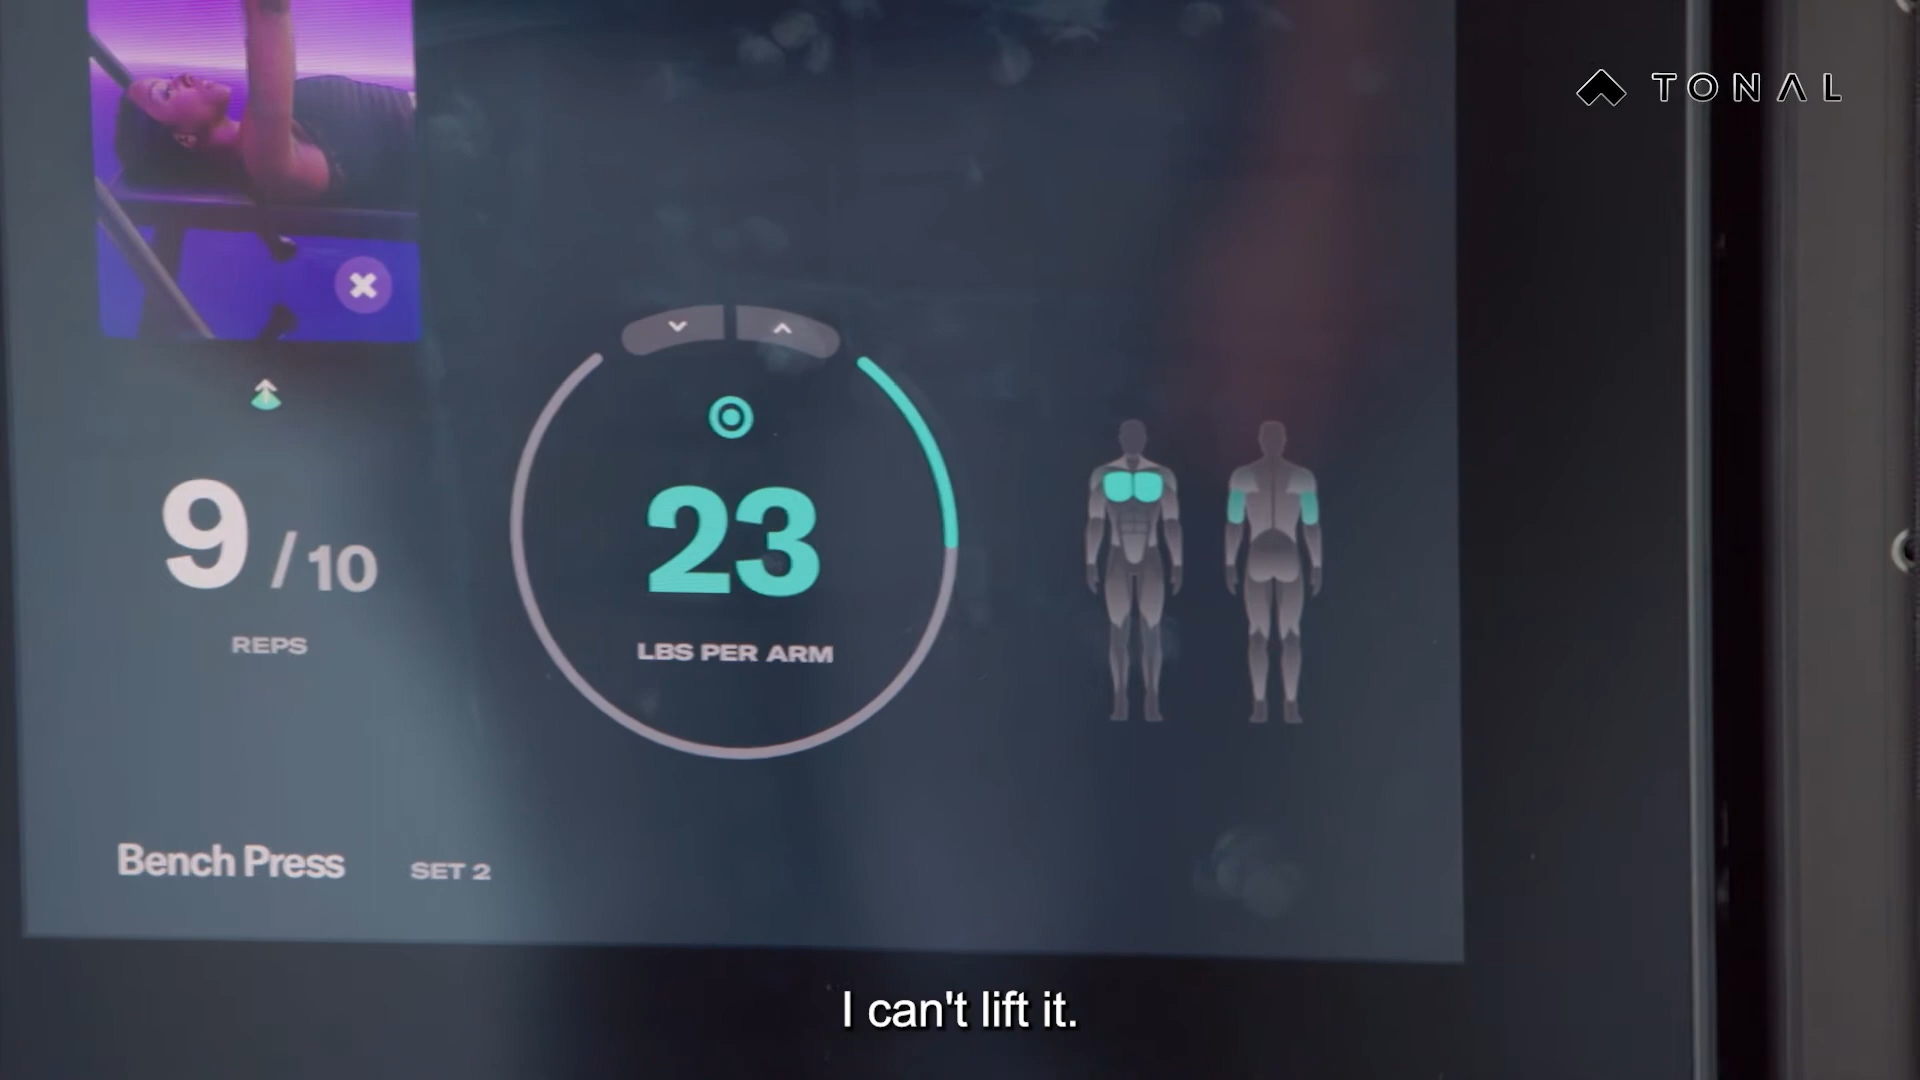 TONAL
9 / 10
REPS
23
LBS PER ARM
Bench Press SET 2
I can't lift it.